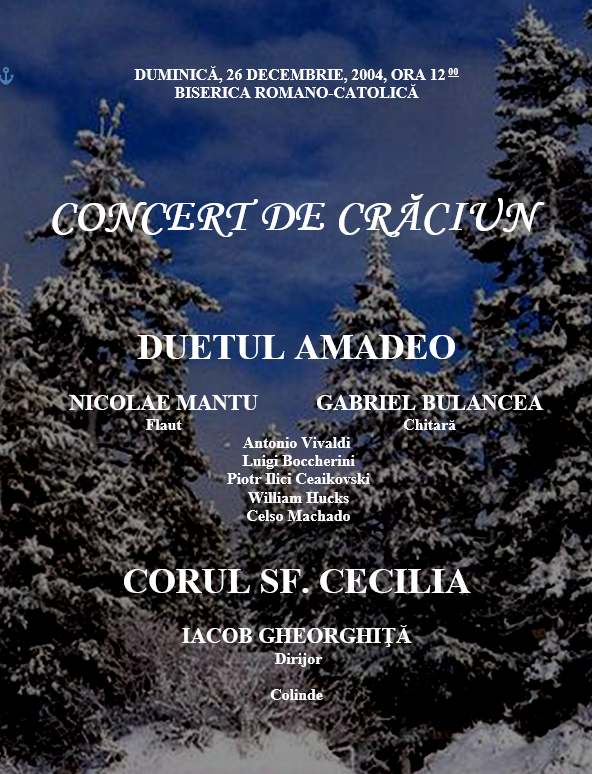 DUMINICĂ, 26 DECEMBRIE, 2004, ORA 12 00
BISERICA ROMANO-CATOLICĂ
CONCERT DE CRĂCIUN
DUETUL AMADEO
NICOLAE MANTU GABRIEL BULANCEA
Flaut Chitară
Antonio Vivaldi
Luigi Boccherini
Piotr Ilici Ceaikovski
William Hucks
Celso Machado
CORUL SF. CECILIA
IACOB GHEORGHIŢĂ
Dirijor
Colinde